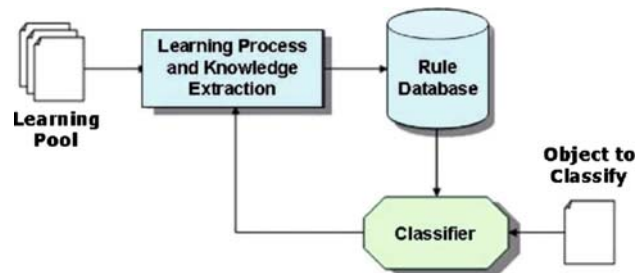 Learning Process
and Knowledge
Extraction
Rule
Database
Learning
Pool
Object to
Classify
Classifier